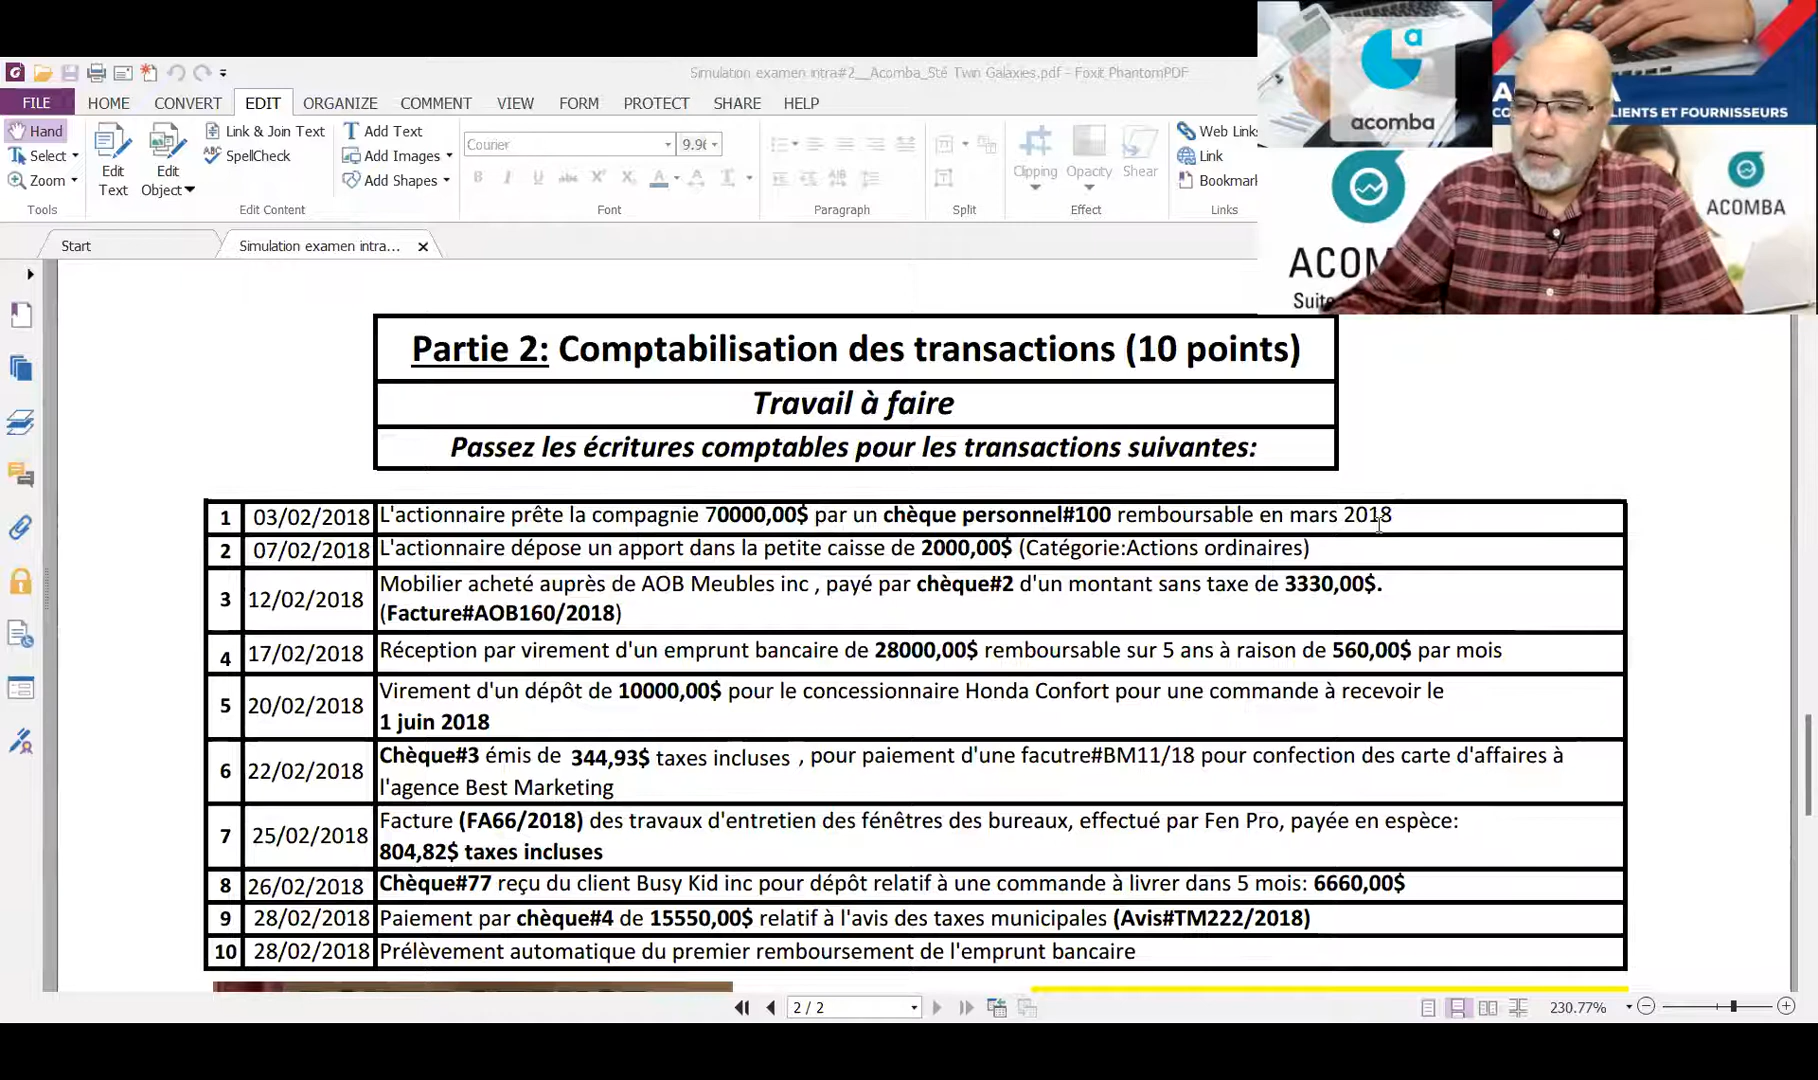 Simulation examen intra#2__Acomba_Sté Twin Galaxies.pdf - Foxit PhantomPDF
FILE HOME CONVERT EDIT ORGANIZE COMMENT VIEW FORM PROTECT SHARE HELP
Hand
Select
Zoom
Tools
Edit Text
Edit Object
Link & Join Text
SpellCheck
Edit Content
Add Text
Add Images
Add Shapes
Courier 9.96
B I U abc X² X₂ A A T
Font
Paragraph
Split
Clipping Opacity Shear
Effect
Web Links
Link
Bookmark
Links
acomba
LIENTS ET FOURNISSEURS
ACOMBA
Start
Simulation examen intra...
Partie 2: Comptabilisation des transactions (10 points)
Travail à faire
Passez les écritures comptables pour les transactions suivantes:
1 03/02/2018 L'actionnaire prête la compagnie 70000,00$ par un chèque personnel#100 remboursable en mars 2018
2 07/02/2018 L'actionnaire dépose un apport dans la petite caisse de 2000,00$ (Catégorie:Actions ordinaires)
3 12/02/2018 Mobilier acheté auprès de AOB Meubles inc , payé par chèque#2 d'un montant sans taxe de 3330,00$.
(Facture#AOB160/2018)
4 17/02/2018 Réception par virement d'un emprunt bancaire de 28000,00$ remboursable sur 5 ans à raison de 560,00$ par mois
5 20/02/2018 Virement d'un dépôt de 10000,00$ pour le concessionnaire Honda Confort pour une commande à recevoir le
1 juin 2018
6 22/02/2018 Chèque#3 émis de 344,93$ taxes incluses , pour paiement d'une facutre#BM11/18 pour confection des carte d'affaires à
l'agence Best Marketing
7 25/02/2018 Facture (FA66/2018) des travaux d'entretien des fénêtres des bureaux, effectué par Fen Pro, payée en espèce:
804,82$ taxes incluses
8 26/02/2018 Chèque#77 reçu du client Busy Kid inc pour dépôt relatif à une commande à livrer dans 5 mois: 6660,00$
9 28/02/2018 Paiement par chèque#4 de 15550,00$ relatif à l'avis des taxes municipales (Avis#TM222/2018)
10 28/02/2018 Prélèvement automatique du premier remboursement de l'emprunt bancaire
2 / 2
230.77%